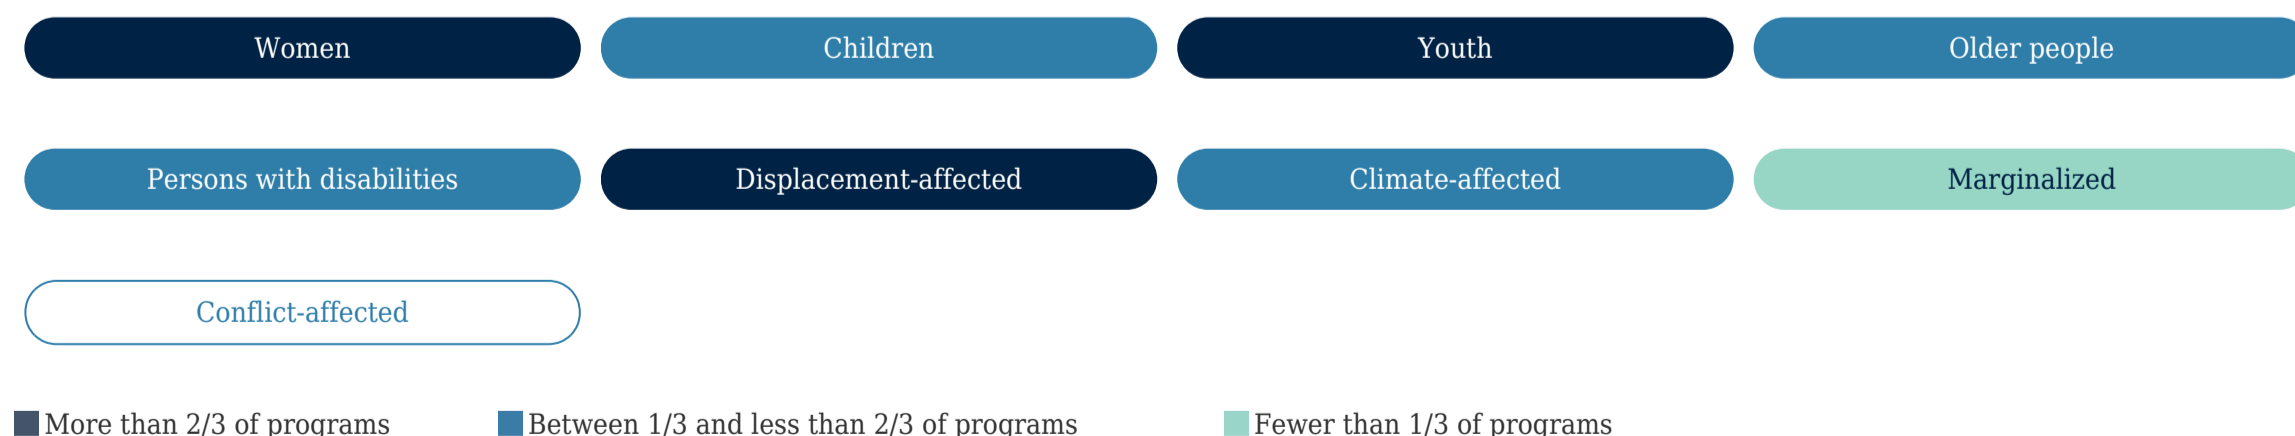 Women
Children
Youth
Older people
Persons with disabilities
Displacement-affected
Climate-affected
Marginalized
Conflict-affected
More than 2/3 of programs
Between 1/3 and less than 2/3 of programs
Fewer than 1/3 of programs